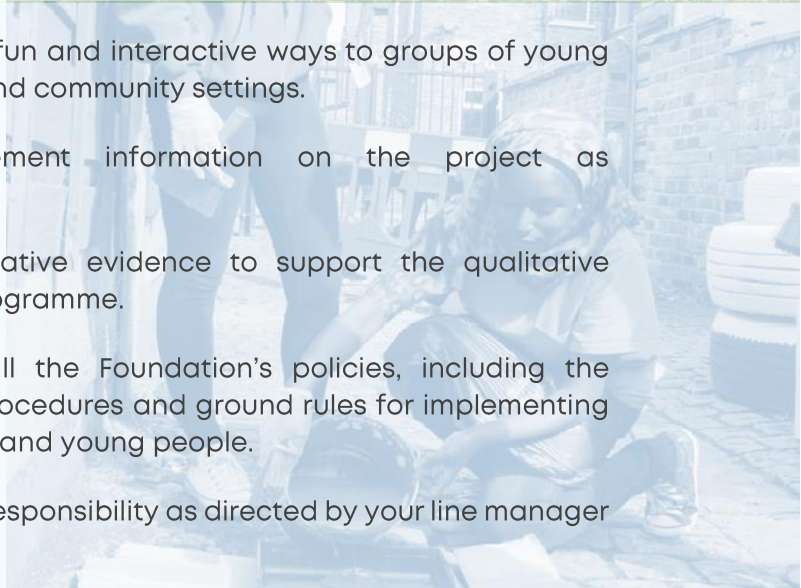 fun and interactive ways to groups of young
nd community settings.
ement information on the project as
ative evidence to support the qualitative
ogramme.
ll the Foundation’s policies, including the
ocedures and ground rules for implementing
and young people.
esponsibility as directed by your line manager